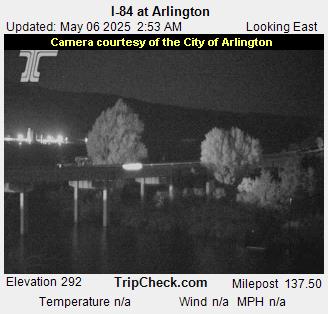 I-84 at Arlington
Updated: May 06 2025 2:53 AM Looking East
Camera courtesy of the City of Arlington
Elevation 292 TripCheck.com Milepost 137.50
Temperature n/a Wind n/a MPH n/a